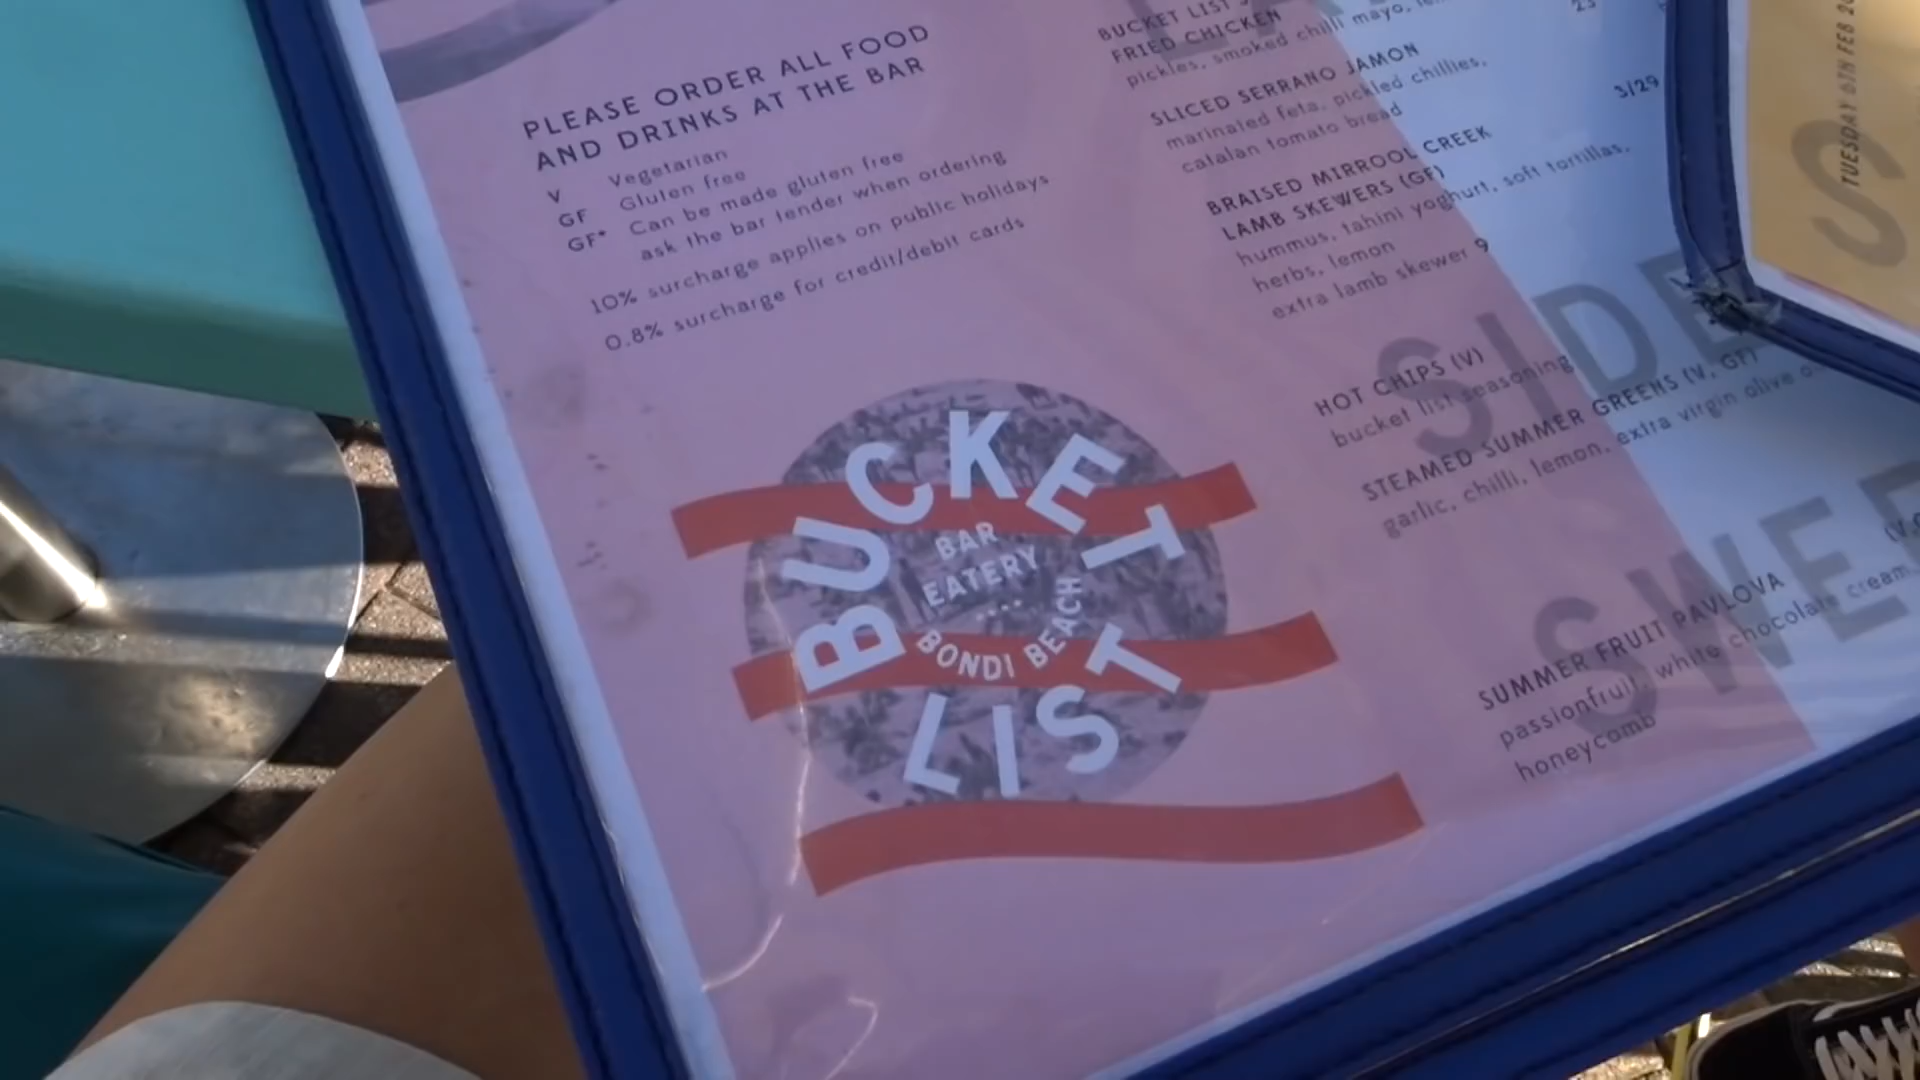 PLEASE ORDER ALL FOOD
AND DRINKS AT THE BAR
V Vegetarian
GF Gluten free
GF* Can be made gluten free
ask the bar tender when ordering
10% surcharge applies on public holidays
0.8% surcharge for credit/debit cards
BUCKET LIST
BAR
EATERY
BONDI BEACH
BUCKET LIST
FRIED CHICKEN
pickles, smoked chilli mayo,
23
SLICED SERRANO JAMON
marinated feta, pickled chillies,
catalan tomato bread
BRAISED MIRROOL CREEK
LAMB SKEWERS (GF)
3/29
hummus, tahini yoghurt, soft tortillas,
herbs, lemon
extra lamb skewer 9
SIDE
HOT CHIPS (V)
bucket list seasoning
STEAMED SUMMER GREENS (V, GF)
garlic, chilli, lemon, extra virgin olive
SWEE
SUMMER FRUIT PAVLOVA
passionfruit, white chocolate cream,
honeycomb
TUESDAY 6TH FEB
S